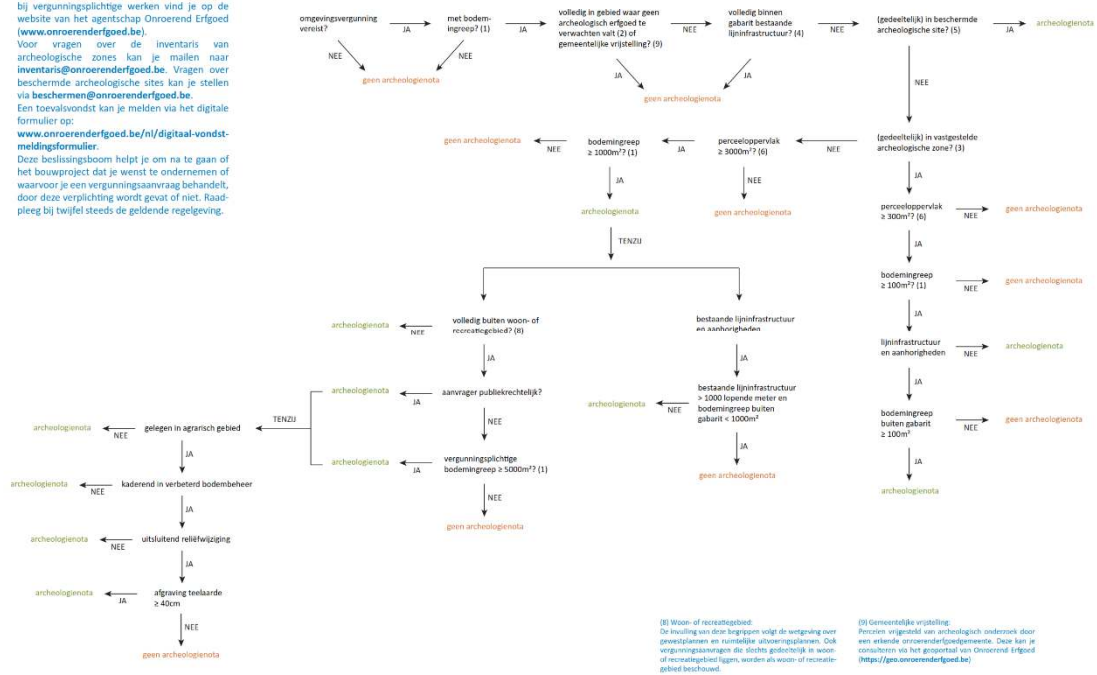 bij vergunningsplichtige werken vind je op de
website van het agentschap Onroerend Erfgoed
(www.onroerenderfgoed.be).
Voor vragen over de inventaris van
archeologische zones kan je mailen naar
inventaris@onroerenderfgoed.be. Vragen over
beschermde archeologische sites kan je stellen
via beschermen@onroerenderfgoed.be.
Een toevalsvondst kan je melden via het digitale
formulier op:
www.onroerenderfgoed.be/nl/digitaal-vondst-
meldingsformulier.
Deze beslissingsboom helpt je om na te gaan of
het bouwproject dat je wenst te ondernemen of
waarvoor je een vergunningsaanvraag behandelt,
door deze verplichting wordt gevat of niet. Raad-
pleeg bij twijfel steeds de geldende regelgeving.
omgevingsvergunning
vereist?
JA
NEE
met bodem-
ingreep? (1)
JA
NEE
geen archeologienota
volledig in gebied waar geen
archeologisch erfgoed te
verwachten valt (2) of
gemeentelijke vrijstelling? (9)
NEE
JA
volledig binnen
gabarit bestaande
lijninfrastructuur? (4)
NEE
JA
geen archeologienota
(gedeeltelijk) in beschermde
archeologische site? (5)
JA
archeologienota
NEE
(gedeeltelijk) in vastgestelde
archeologische zone? (3)
NEE
perceeloppervlak
≥ 3000m²? (6)
JA
bodemingreep
≥ 1000m²? (1)
NEE
geen archeologienota
NEE
geen archeologienota
JA
archeologienota
TENZIJ
JA
perceeloppervlak
≥ 300m²? (6)
NEE
geen archeologienota
JA
bodemingreep
≥ 100m²? (1)
NEE
geen archeologienota
JA
lijninfrastructuur
en aanhorigheden
NEE
archeologienota
JA
bodemingreep
buiten gabarit
≥ 100m²
NEE
geen archeologienota
JA
archeologienota
volledig buiten woon- of
recreatiegebied? (8)
NEE
archeologienota
JA
aanvrager publiekrechtelijk?
JA
archeologienota
NEE
vergunningsplichtige
bodemingreep ≥ 5000m²? (1)
JA
archeologienota
NEE
geen archeologienota
bestaande lijninfrastructuur
en aanhorigheden
JA
bestaande lijninfrastructuur
> 1000 lopende meter en
bodemingreep buiten
gabarit < 1000m²
NEE
archeologienota
JA
geen archeologienota
TENZIJ
gelegen in agrarisch gebied
NEE
archeologienota
JA
kaderend in verbeterd bodembeheer
NEE
archeologienota
JA
uitsluitend reliëfwijziging
NEE
archeologienota
JA
afgraving teelaarde
≥ 40cm
JA
archeologienota
NEE
geen archeologienota
(8) Woon- of recreatiegebied:
De invulling van deze begrippen volgt de wetgeving over
gewestplannen en ruimtelijke uitvoeringsplannen. Ook
vergunningsaanvragen die slechts gedeeltelijk in woon-
of recreatiegebied liggen, worden als woon- of recreatie-
gebied beschouwd.
(9) Gemeentelijke vrijstelling:
Percelen vrijgesteld van archeologisch onderzoek door
een erkende onroerenderfgoedgemeente. Deze kan je
consulteren via het geoportaal van Onroerend Erfgoed
(https://geo.onroerenderfgoed.be)